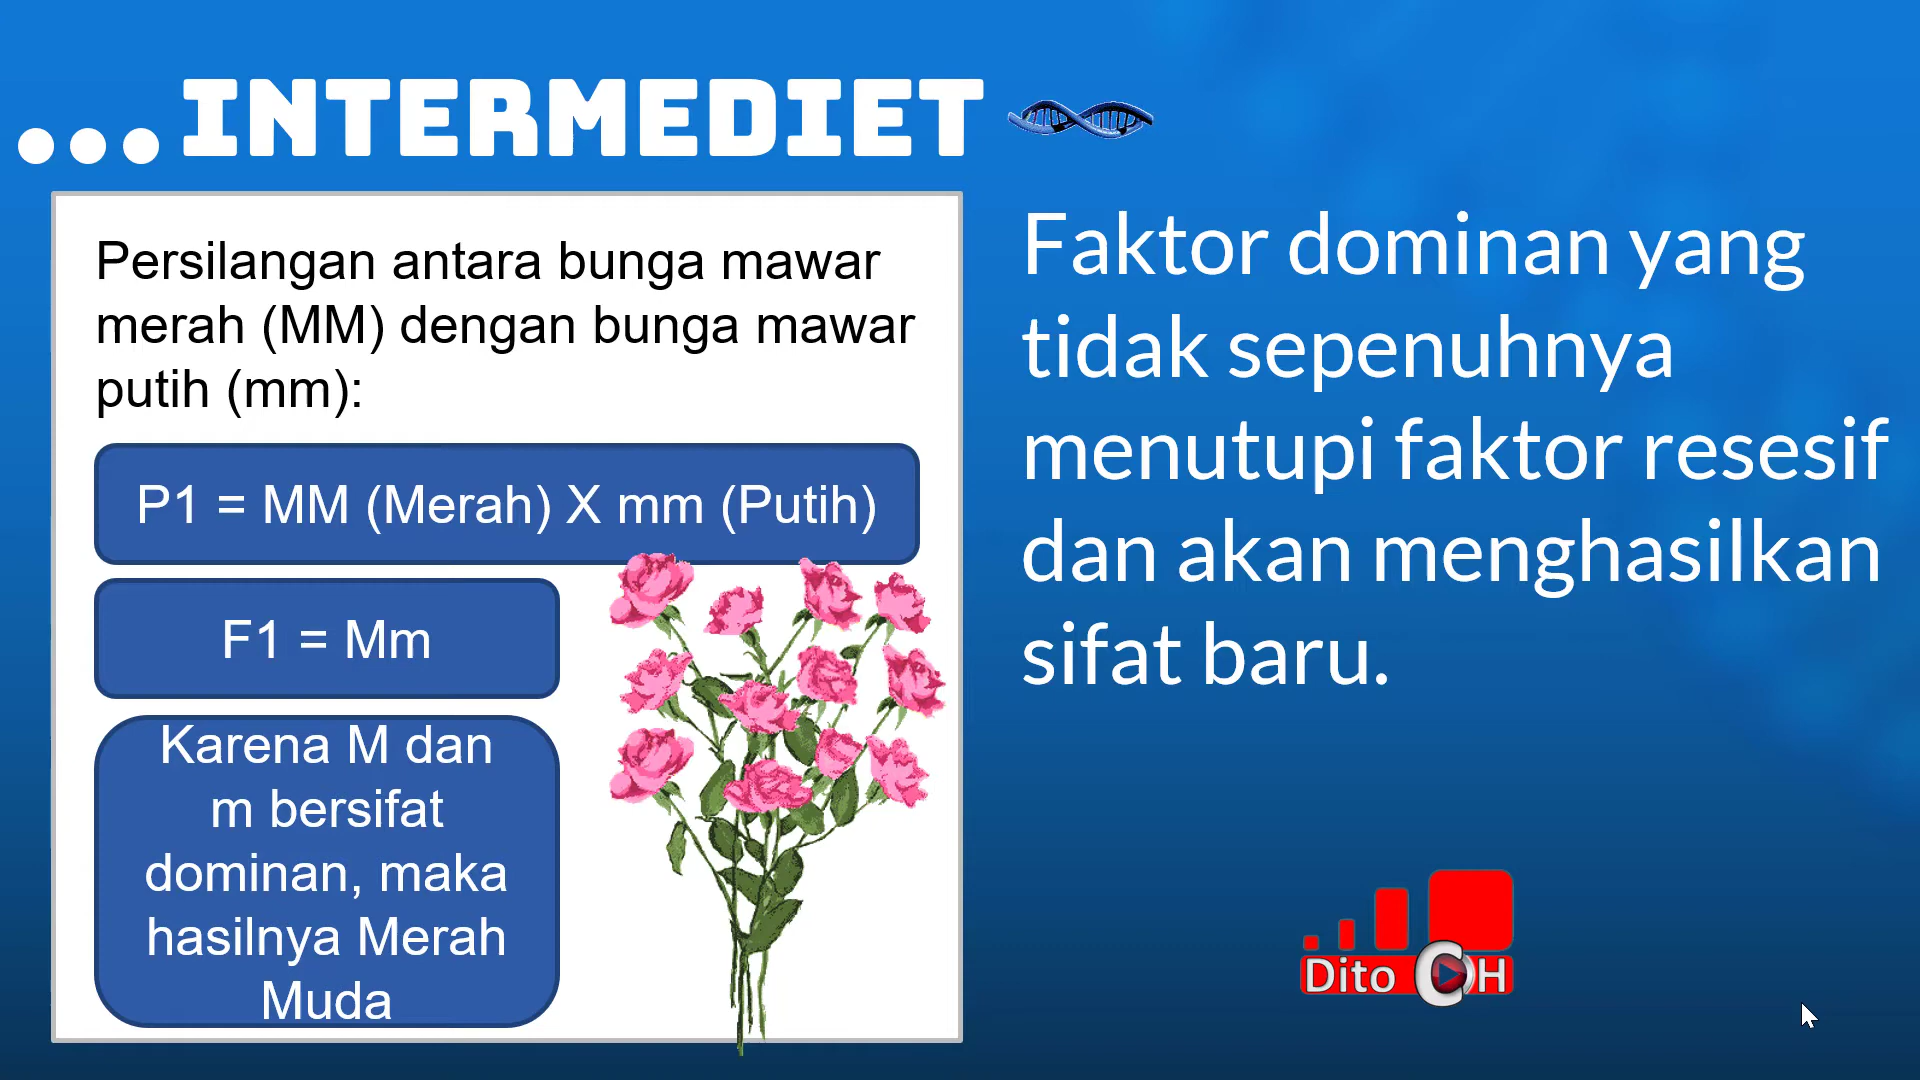 ...INTERMEDIET
Persilangan antara bunga mawar
merah (MM) dengan bunga mawar
putih (mm):
P1 = MM (Merah) X mm (Putih)
F1 = Mm
Karena M dan
m bersifat
dominan, maka
hasilnya Merah
Muda
Faktor dominan yang
tidak sepenuhnya
menutupi faktor resesif
dan akan menghasilkan
sifat baru.
Dito CH